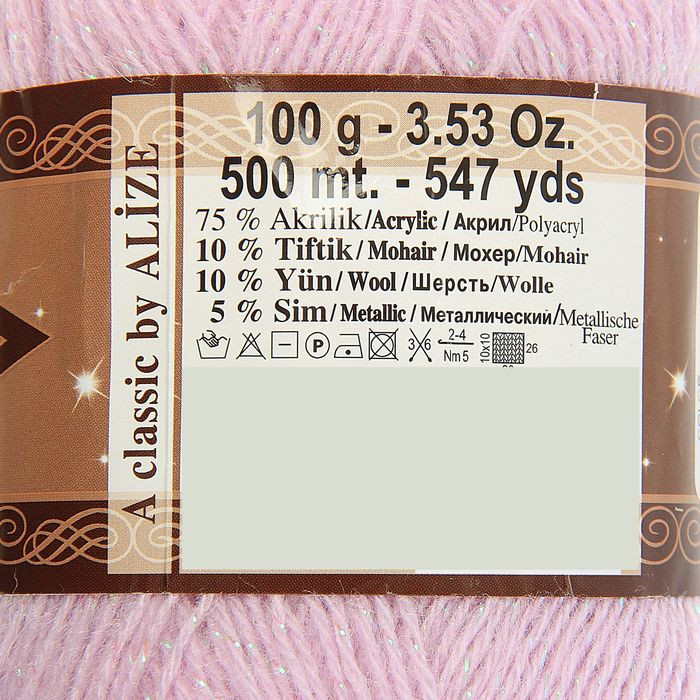 A classic by ALİZE
100 g - 3.53 Oz.
500 mt. - 547 yds
75 % Akrilik/Acrylic / Акрил/Polyacryl
10 % Tiftik/Mohair / Мохер/Mohair
10 % Yün/Wool/Шерсть/Wolle
5 % Sim/Metallic/Металлический/Metallische
Faser
P 3 6 2-4 10x10 26
Nm 5